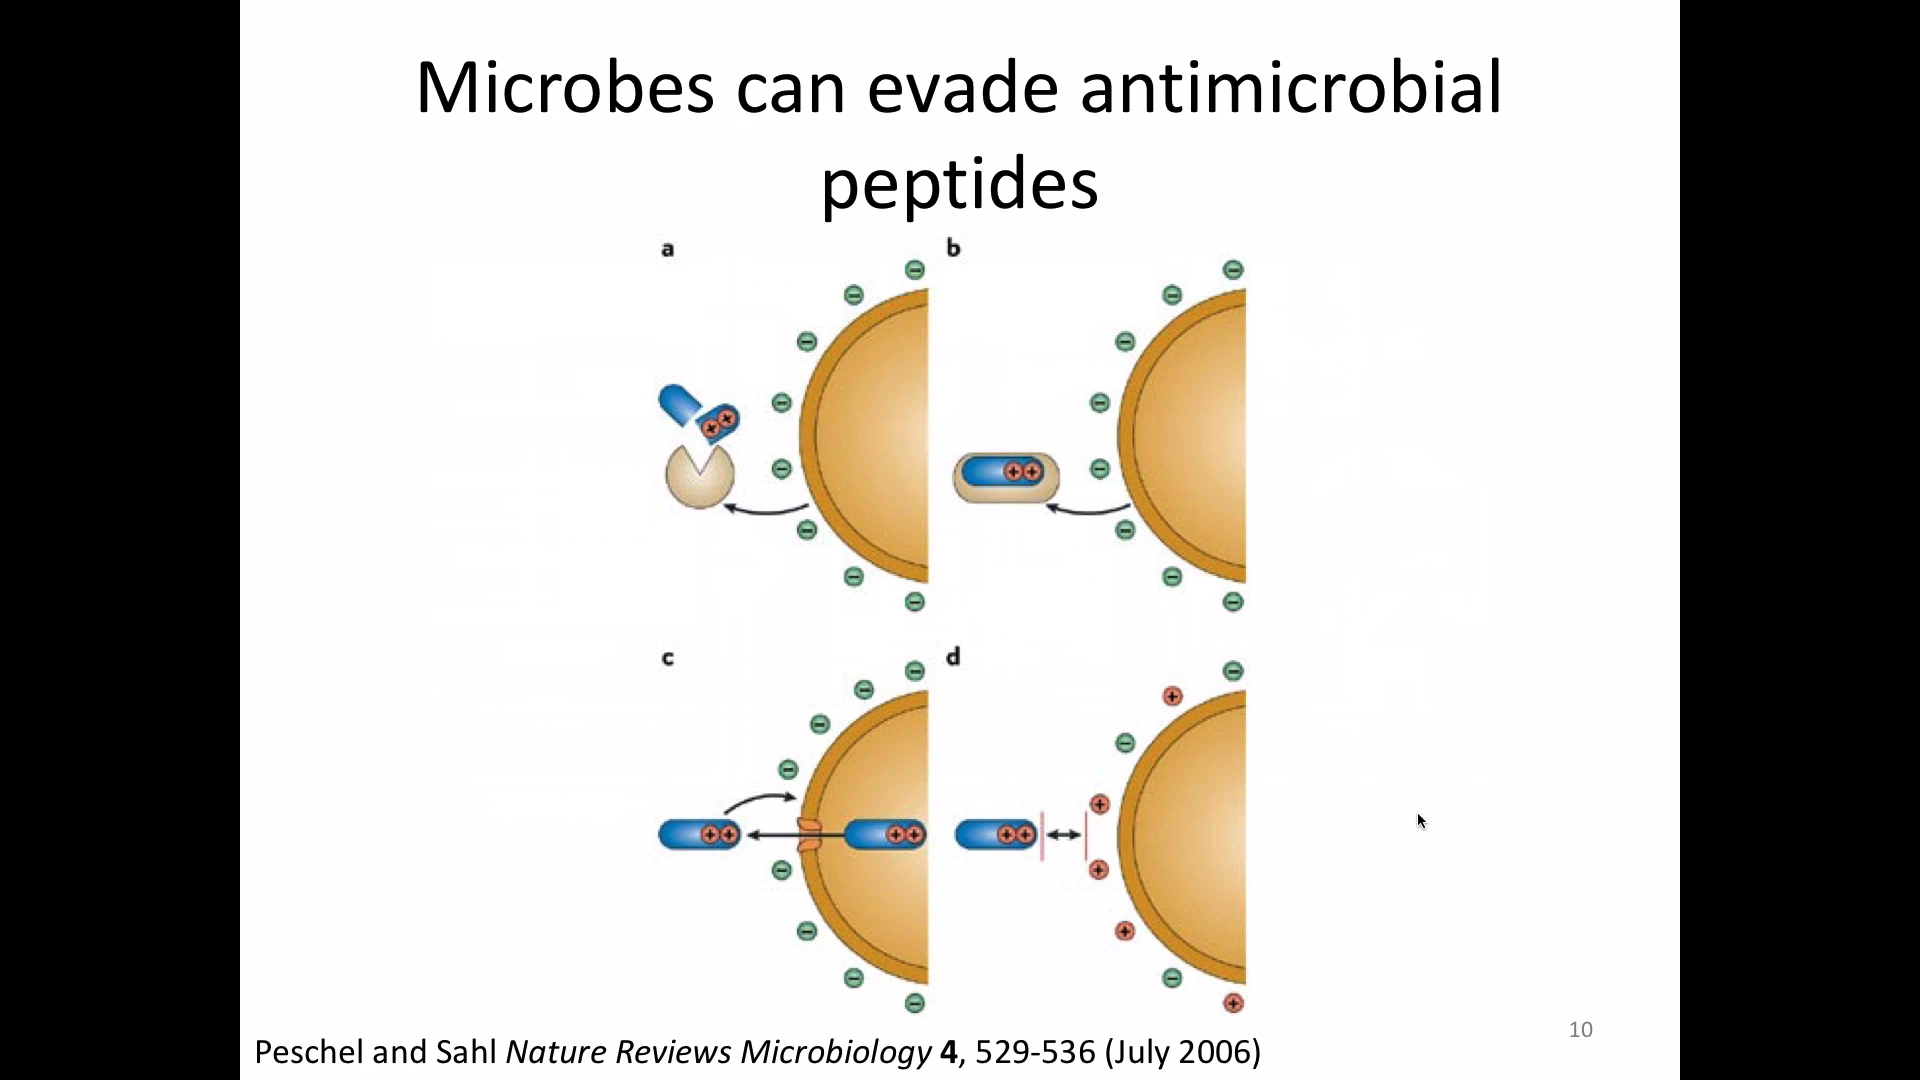 Microbes can evade antimicrobial
peptides
a
b
c
d
10
Peschel and Sahl Nature Reviews Microbiology 4, 529-536 (July 2006)